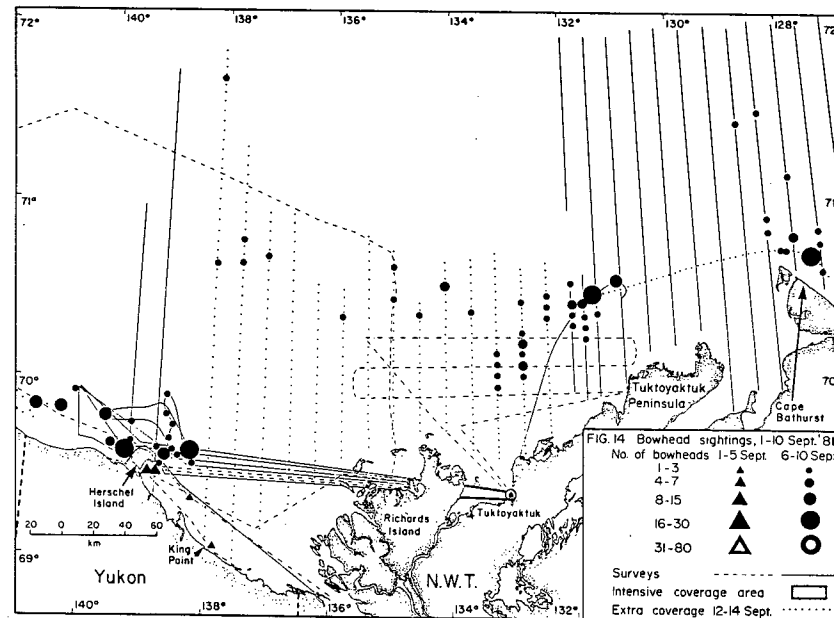 72°
140°
138°
136°
134°
132°
130°
128°
72
71°
71
70°
70
Tuktoyaktuk
Peninsula
Cape
Bathurst
Herschel
Island
20 0 20 40 60
km
King
Point
Richards
Island
Tuktoyaktuk
69°
Yukon
N.W.T.
140°
138°
136°
134°
132°
FIG. 14 Bowhead sightings, 1-10 Sept. '81
No. of bowheads 1-5 Sept. 6-10 Sept
1-3
4-7
8-15
16-30
31-80
Surveys
Intensive coverage area
Extra coverage 12-14 Sept.